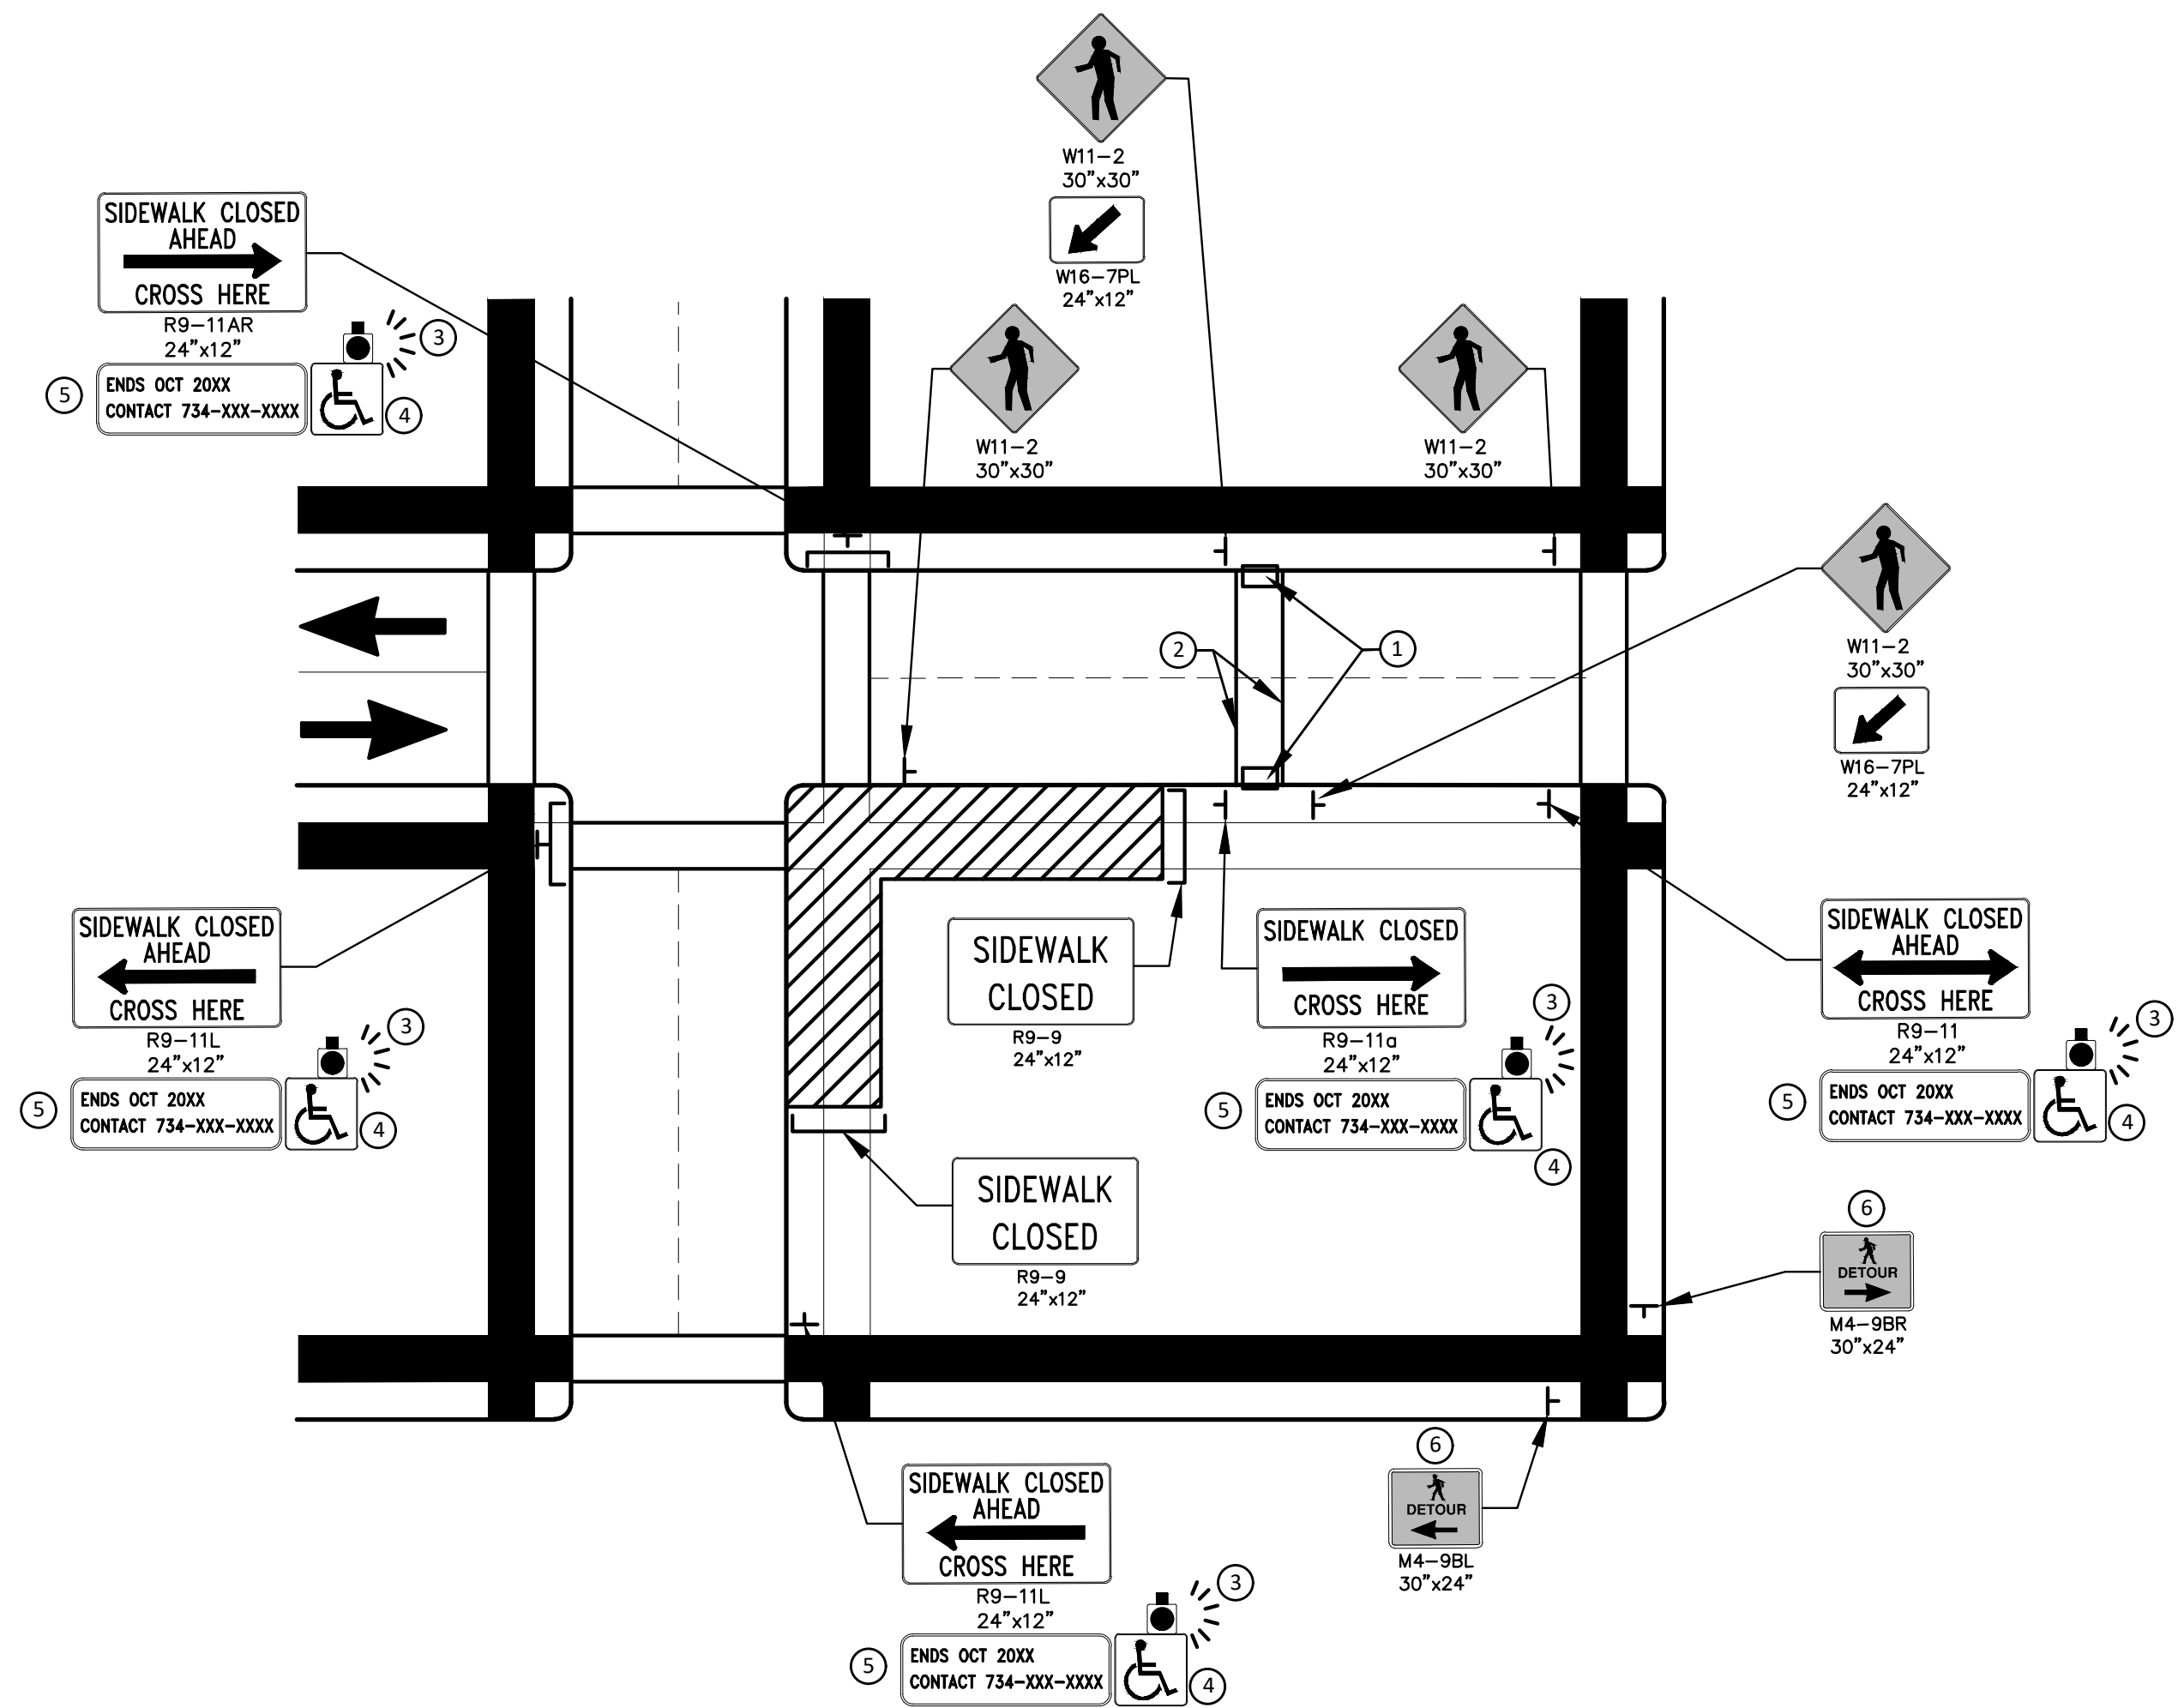 W11-2
30"x30"
W16-7PL
24"x12"
SIDEWALK CLOSED
AHEAD
CROSS HERE
R9-11AR
24"x12"
3
5
ENDS OCT 20XX
CONTACT 734-XXX-XXXX
4
W11-2
30"x30"
W11-2
30"x30"
W11-2
30"x30"
W16-7PL
24"x12"
2
1
SIDEWALK CLOSED
AHEAD
CROSS HERE
R9-11L
24"x12"
3
5
ENDS OCT 20XX
CONTACT 734-XXX-XXXX
4
SIDEWALK
CLOSED
R9-9
24"x12"
SIDEWALK CLOSED
CROSS HERE
R9-11a
24"x12"
3
5
ENDS OCT 20XX
CONTACT 734-XXX-XXXX
4
SIDEWALK CLOSED
AHEAD
CROSS HERE
R9-11
24"x12"
3
5
ENDS OCT 20XX
CONTACT 734-XXX-XXXX
4
SIDEWALK
CLOSED
R9-9
24"x12"
6
DETOUR
M4-9BR
30"x24"
6
DETOUR
M4-9BL
30"x24"
SIDEWALK CLOSED
AHEAD
CROSS HERE
R9-11L
24"x12"
3
5
ENDS OCT 20XX
CONTACT 734-XXX-XXXX
4